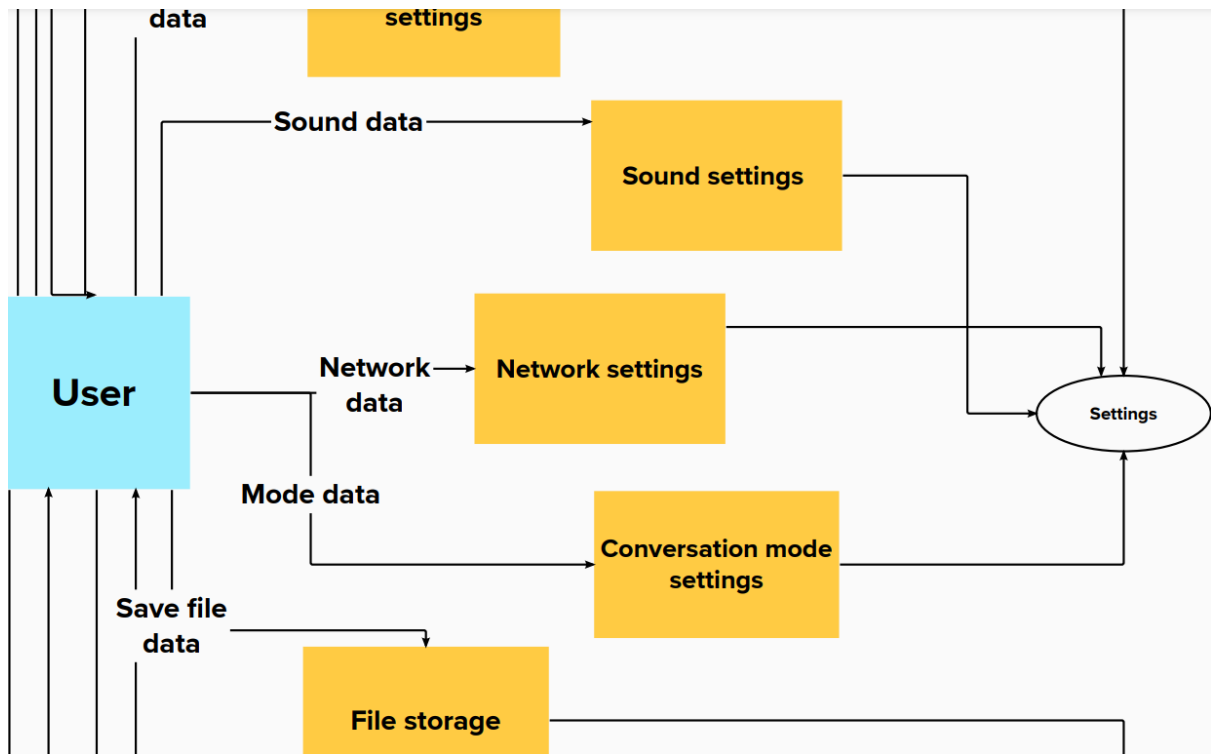 data
settings
Sound data
Sound settings
User
Network
data
Network settings
Settings
Mode data
Conversation mode
settings
Save file
data
File storage